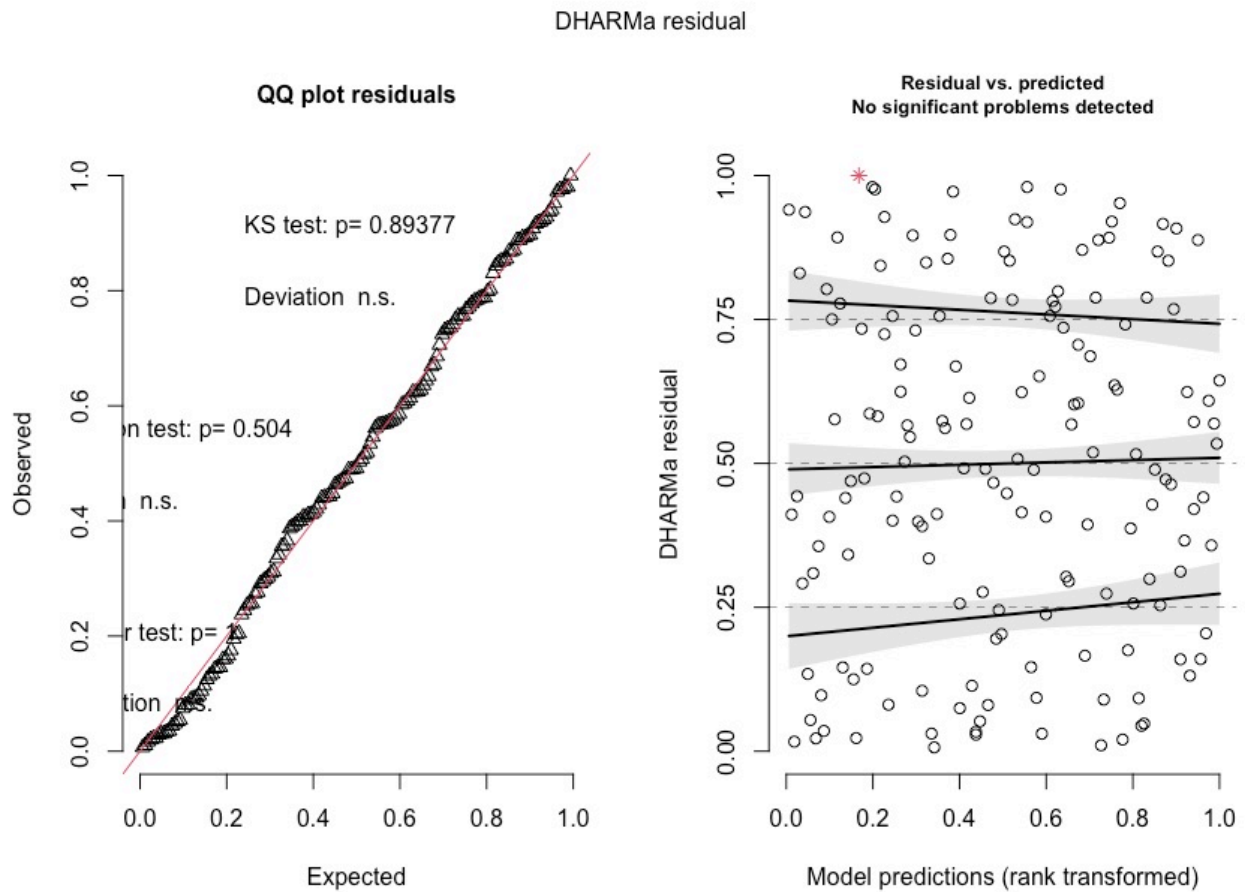 DHARMa residual
QQ plot residuals
KS test: p= 0.89377
Deviation n.s.
on test: p= 0.504
n n.s.
r test: p=
tion n.s.
Observed
0.0 0.2 0.4 0.6 0.8 1.0
0.0 0.2 0.4 0.6 0.8 1.0
Expected
Residual vs. predicted
No significant problems detected
DHARMa residual
0.00 0.25 0.50 0.75 1.00
0.0 0.2 0.4 0.6 0.8 1.0
Model predictions (rank transformed)